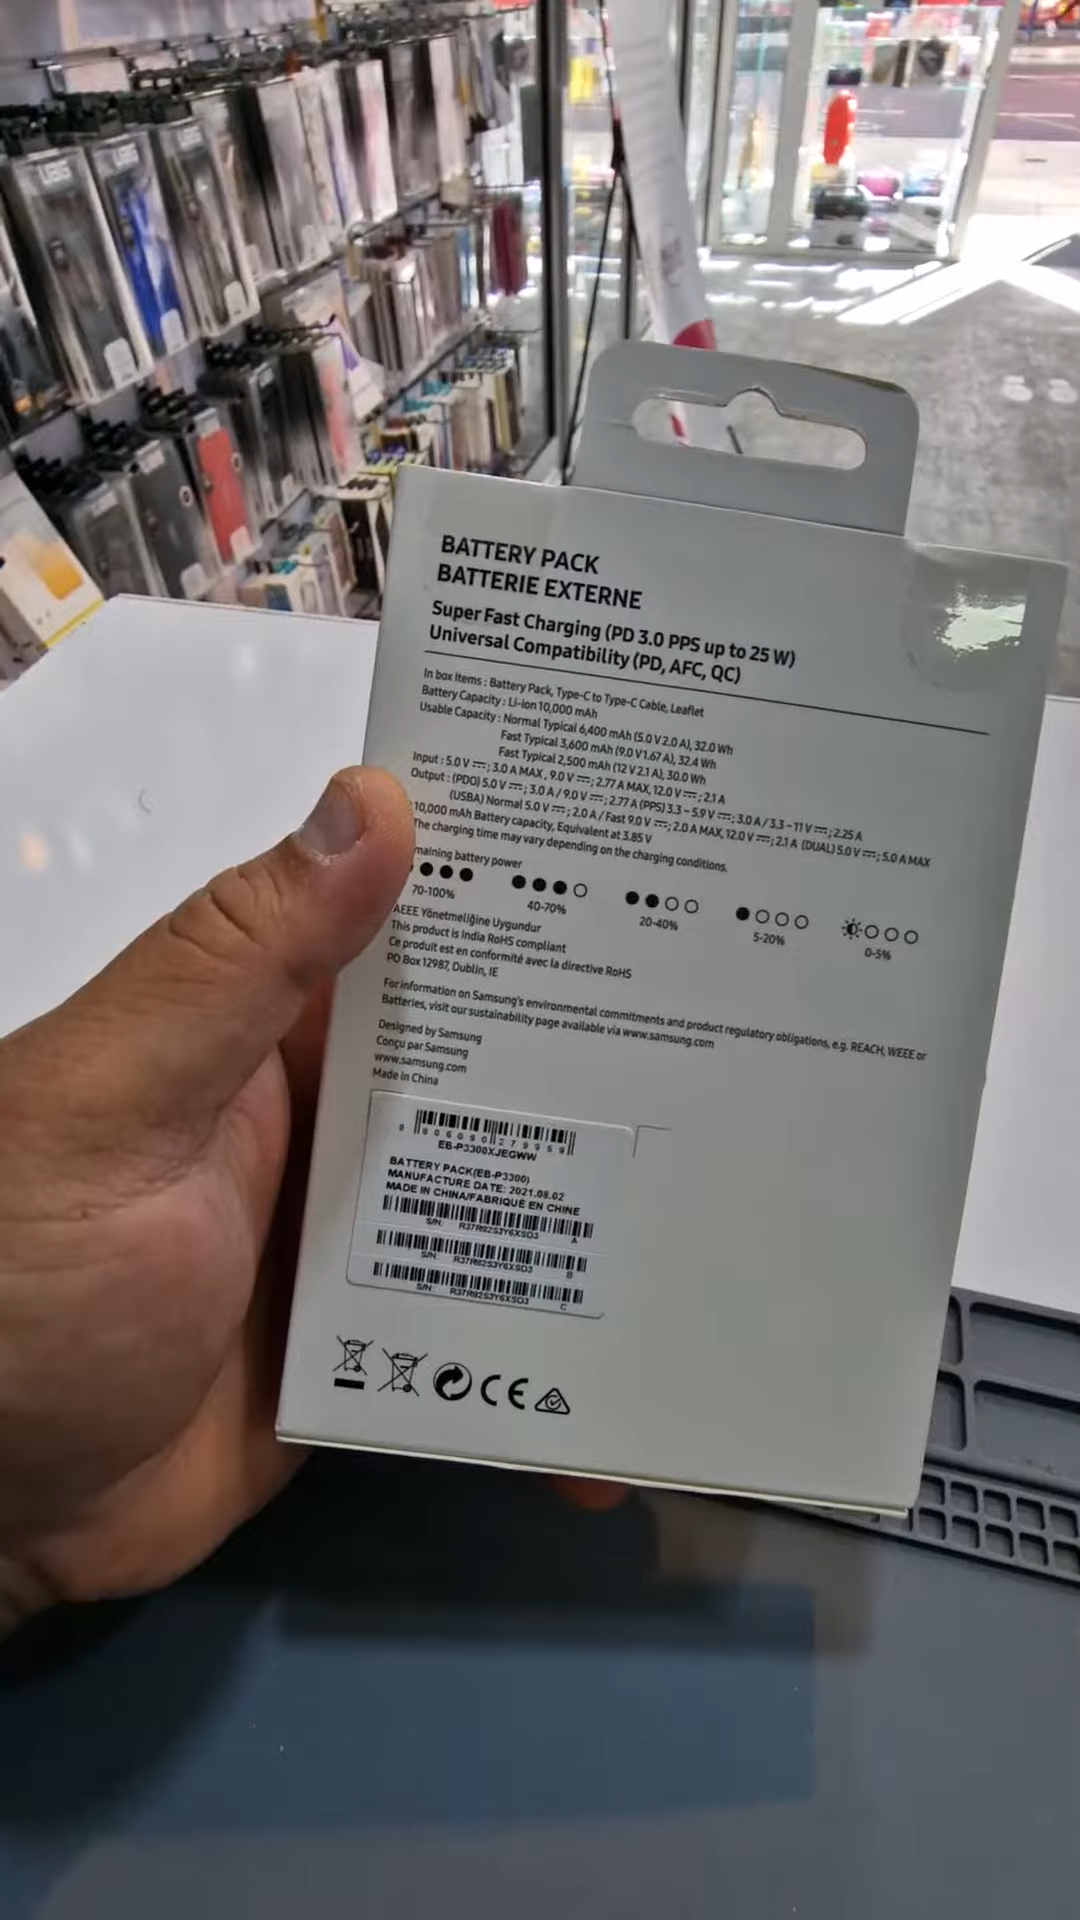 UBS
UBS
BATTERY PACK
BATTERIE EXTERNE
Super Fast Charging (PD 3.0 PPS up to 25 W)
Universal Compatibility (PD, AFC, QC)
In box Items : Battery Pack, Type-C to Type-C Cable, Leaflet
Battery Capacity : Li-ion 10,000 mAh
Usable Capacity : Normal Typical 6,400 mAh (5.0 V 2.0 A), 32.0 Wh
Fast Typical 3,600 mAh (9.0 V 1.67 A), 32.4 Wh
Fast Typical 2,500 mAh (12 V 2.1 A), 30.0 Wh
Input : 5.0 V ⎓; 3.0 A MAX , 9.0 V ⎓; 2.77 A MAX, 12.0 V ⎓; 2.1 A
Output : (PDO) 5.0 V ⎓; 3.0 A / 9.0 V ⎓; 2.77 A (PPS) 3.3 - 5.9 V ⎓; 3.0 A / 3.3 - 11 V ⎓; 2.25 A
(USBA) Normal 5.0 V ⎓; 2.0 A / Fast 9.0 V ⎓; 2.0 A MAX, 12.0 V ⎓; 2.1 A (DUAL) 5.0 V ⎓; 5.0 A MAX
10,000 mAh Battery capacity, Equivalent at 3.85 V
The charging time may vary depending on the charging conditions.
maining battery power
70-100% 40-70% 20-40% 5-20% 0-5%
AEEE Yönetmeliğine Uygundur
This product is India RoHS compliant
Ce produit est en conformité avec la directive RoHS
PO Box 12987, Dublin, IE
For information on Samsung's environmental commitments and product regulatory obligations, e.g. REACH, WEEE or
Batteries, visit our sustainability page available via www.samsung.com
Designed by Samsung
Conçu par Samsung
www.samsung.com
Made in China
8 806090 279959
EB-P3300XJEGWW
BATTERY PACK(EB-P3300)
MANUFACTURE DATE: 2021.08.02
MADE IN CHINA/FABRIQUÉ EN CHINE
S/N: R37R82S3Y6XSD3 A
S/N: R37R82S3Y6XSD3 B
S/N: R37R82S3Y6XSD3 C
CE